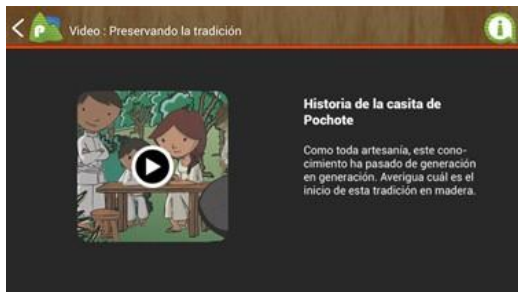 Video : Preservando la tradición
Historia de la casita de
Pochote
Como toda artesanía, este cono-
cimiento ha pasado de generación
en generación. Averigua cuál es el
inicio de esta tradición en madera.